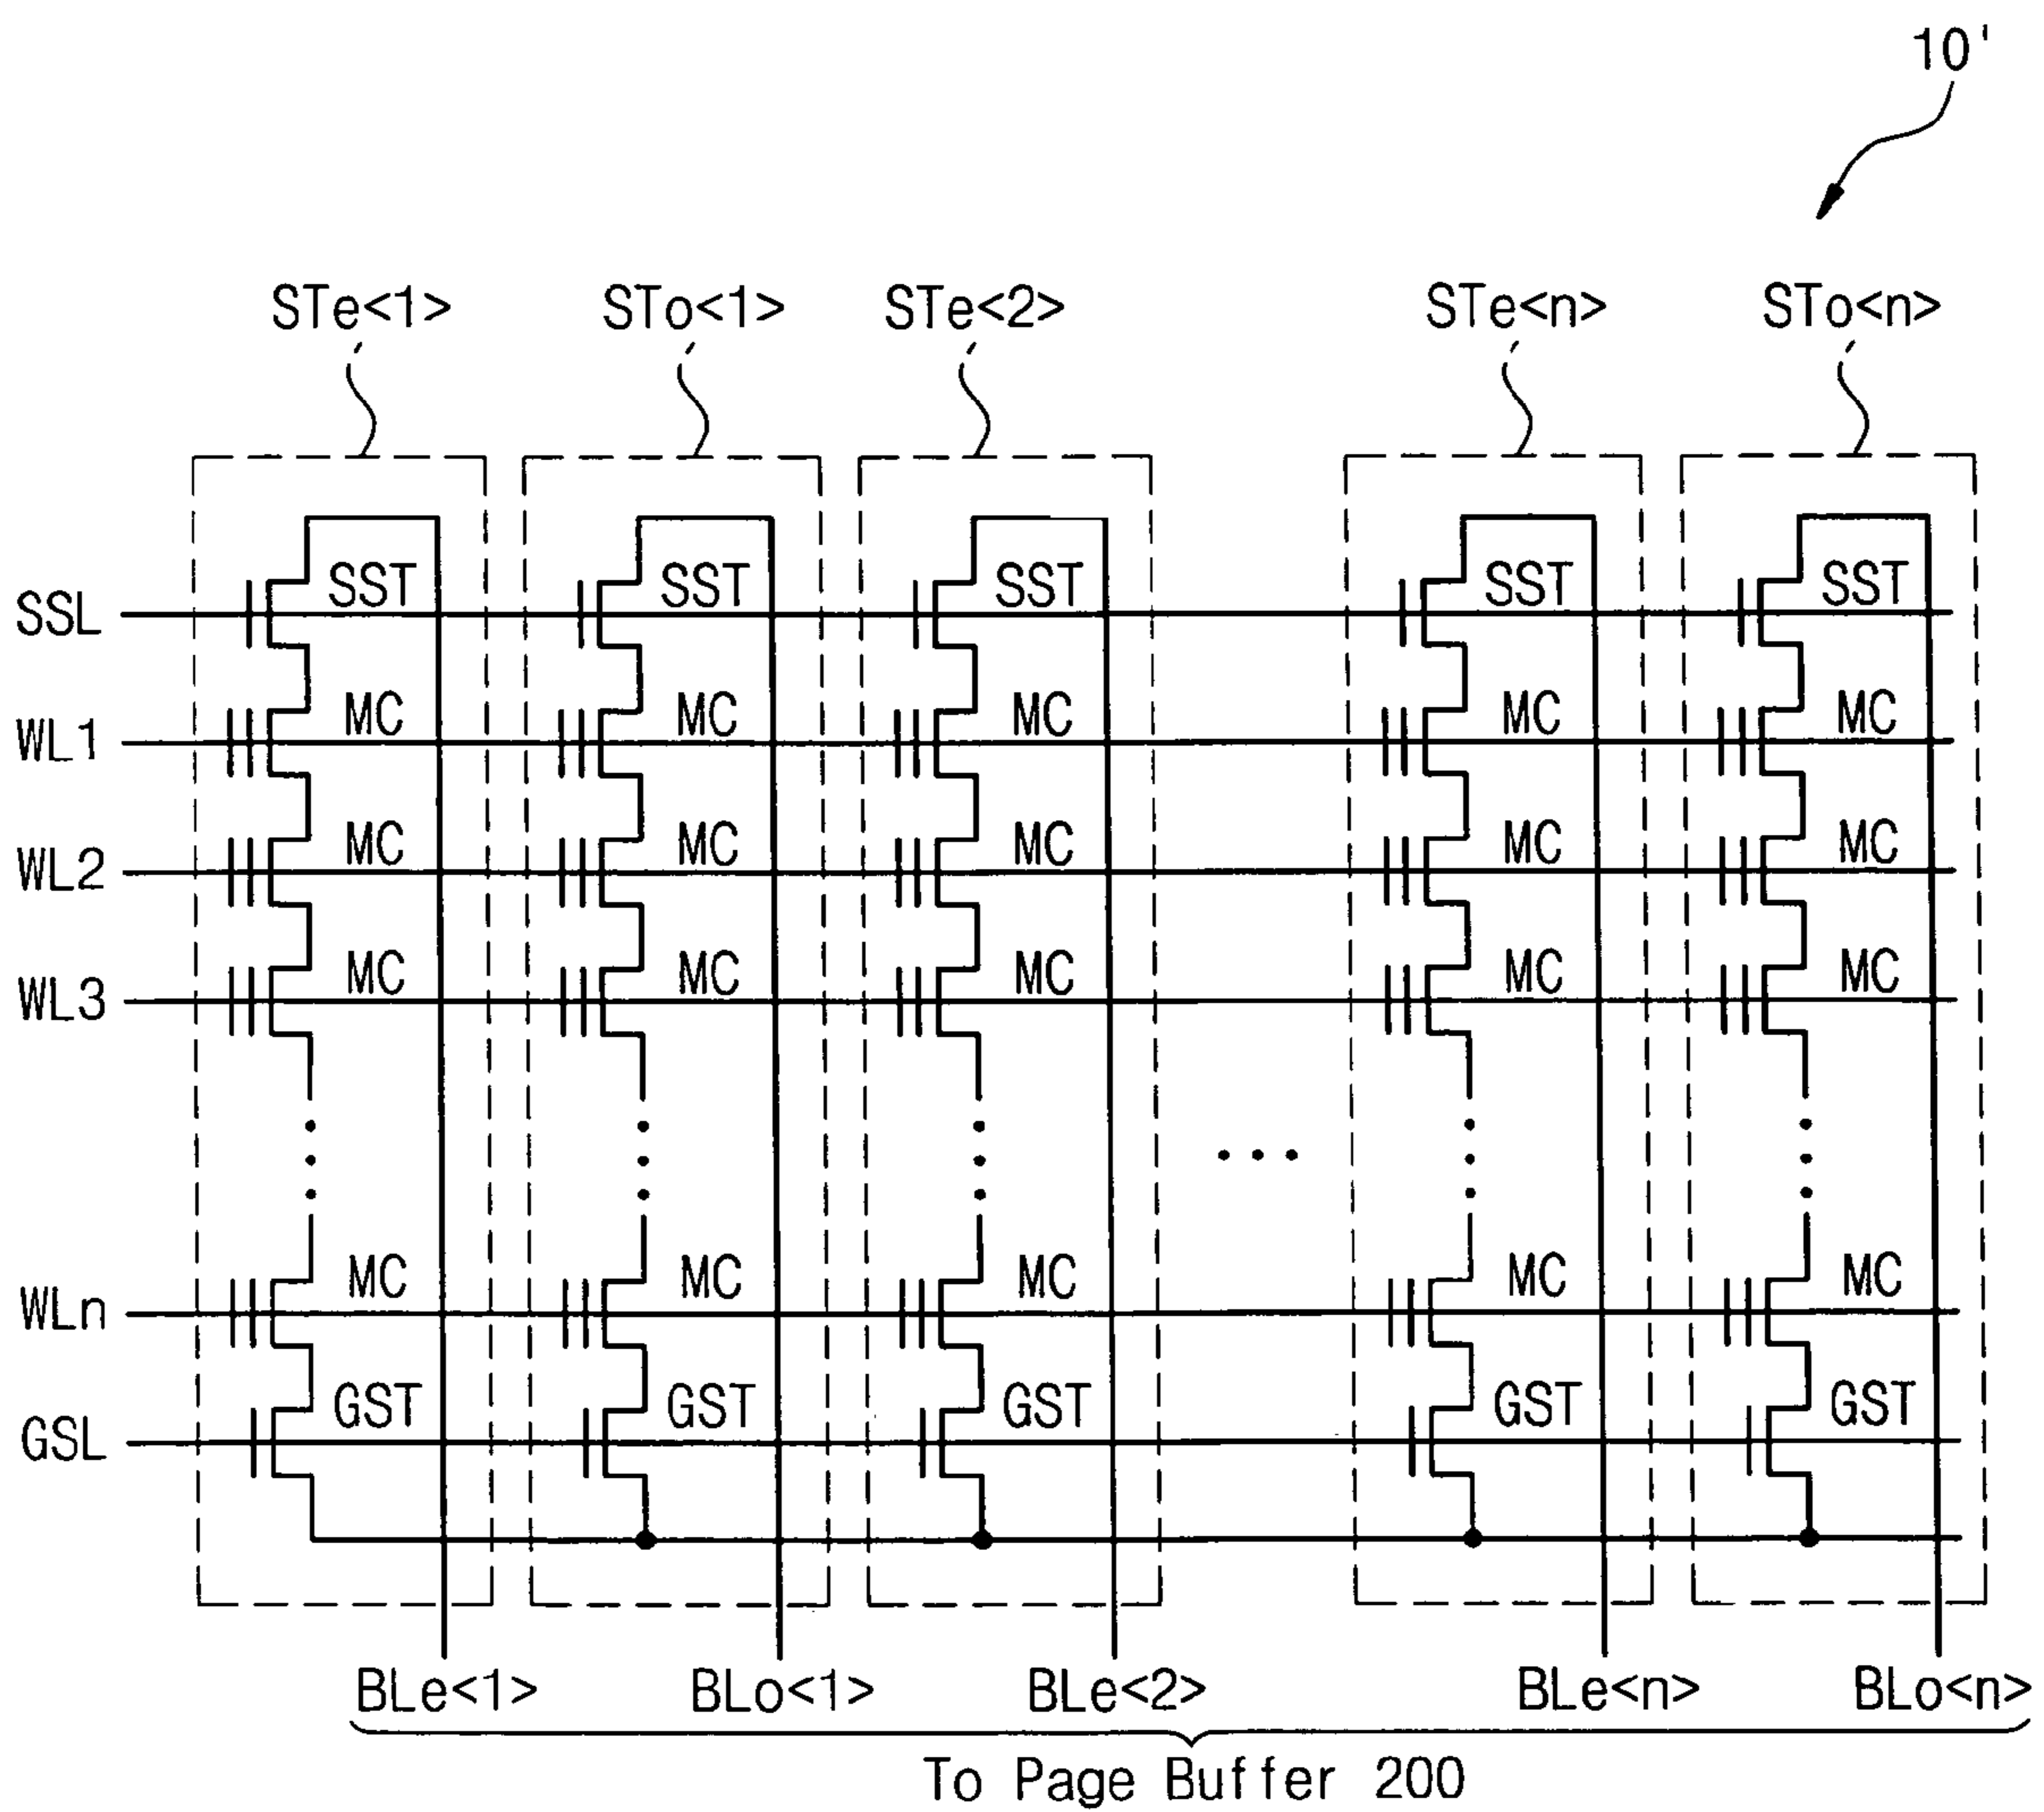 10'
STe<1> STo<1> STe<2> STe<n> STo<n>
SSL SST SST SST SST SST
WL1 MC MC MC MC MC
WL2 MC MC MC MC MC
WL3 MC MC MC MC MC
WLn MC MC MC MC MC
GSL GST GST GST GST GST
BLe<1> BLo<1> BLe<2> BLe<n> BLo<n>
To Page Buffer 200